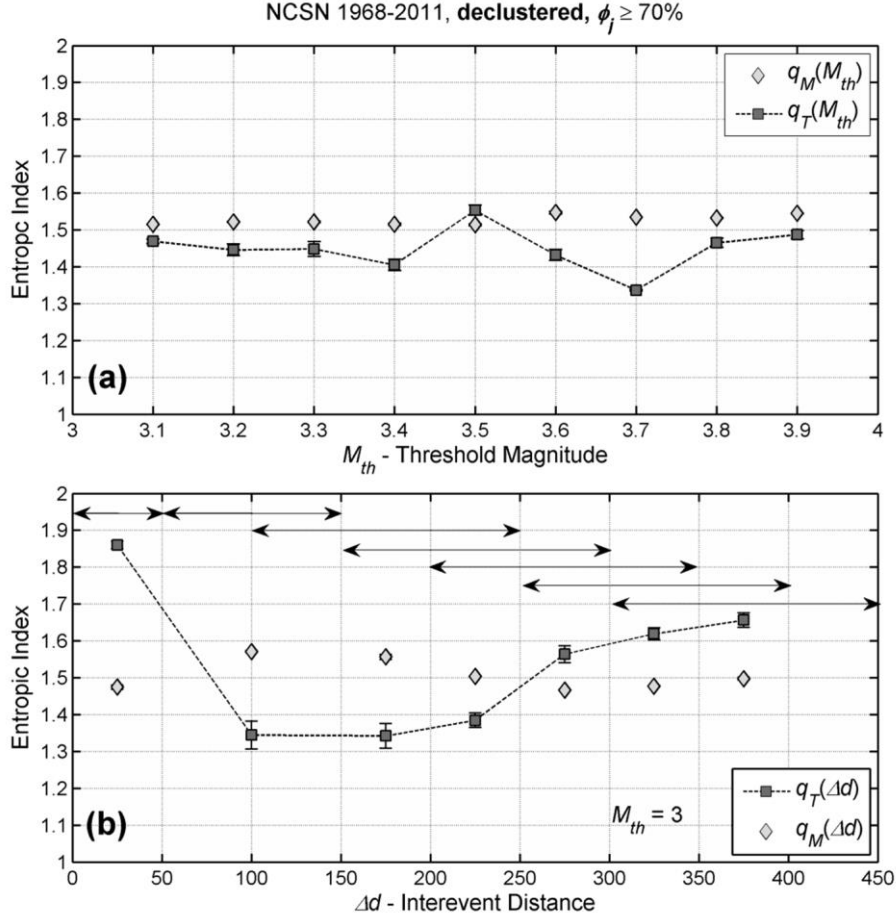 NCSN 1968-2011, declustered, ϕj ≥ 70%
2
1.9
1.8
1.7
1.6
1.5
1.4
1.3
1.2
1.1
1
Entropc Index
qM(Mth)
qT(Mth)
(a)
3 3.1 3.2 3.3 3.4 3.5 3.6 3.7 3.8 3.9 4
Mth - Threshold Magnitude
2
1.9
1.8
1.7
1.6
1.5
1.4
1.3
1.2
1.1
1
Entropic Index
Mth = 3
qT(Δd)
qM(Δd)
(b)
0 50 100 150 200 250 300 350 400 450
Δd - Interevent Distance